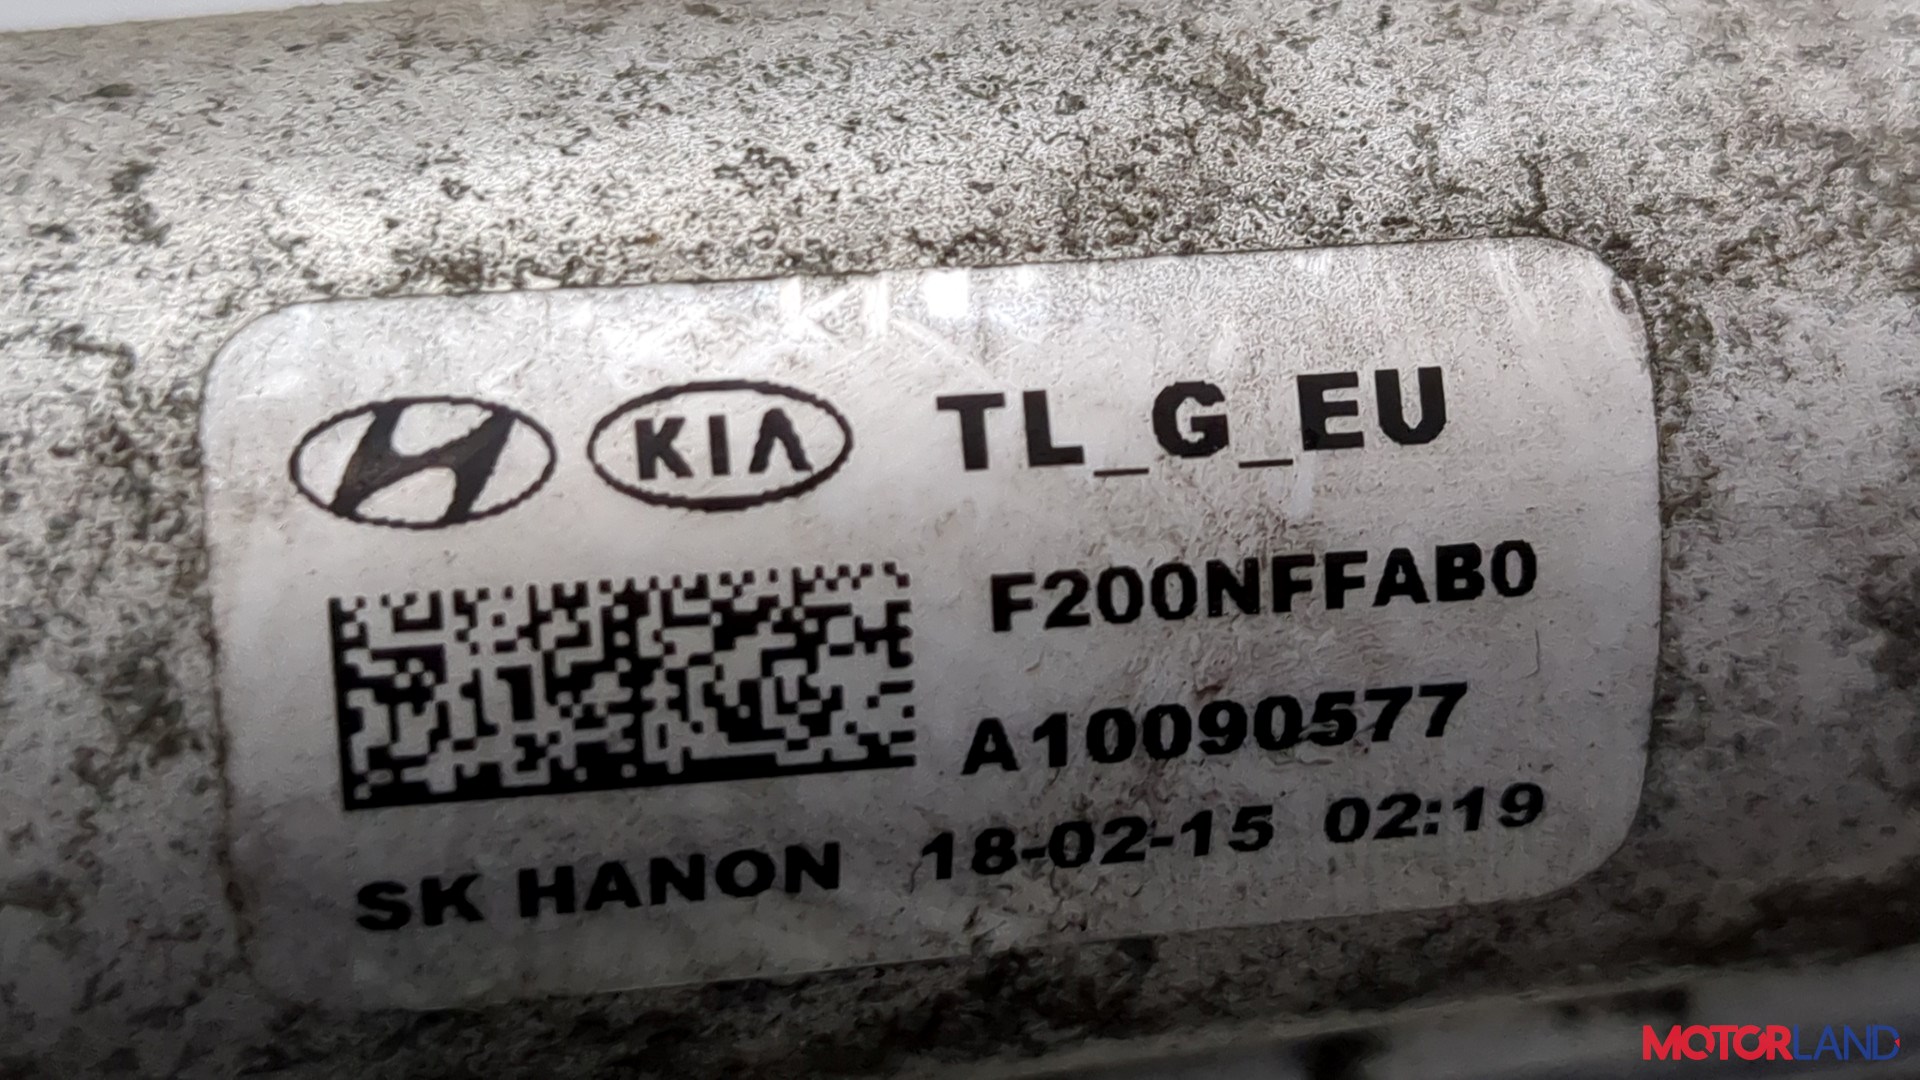 KIA TL_G_EU
F200NFFAB0
A10090577
SK HANON 18-02-15 02:19
MOTORLAND